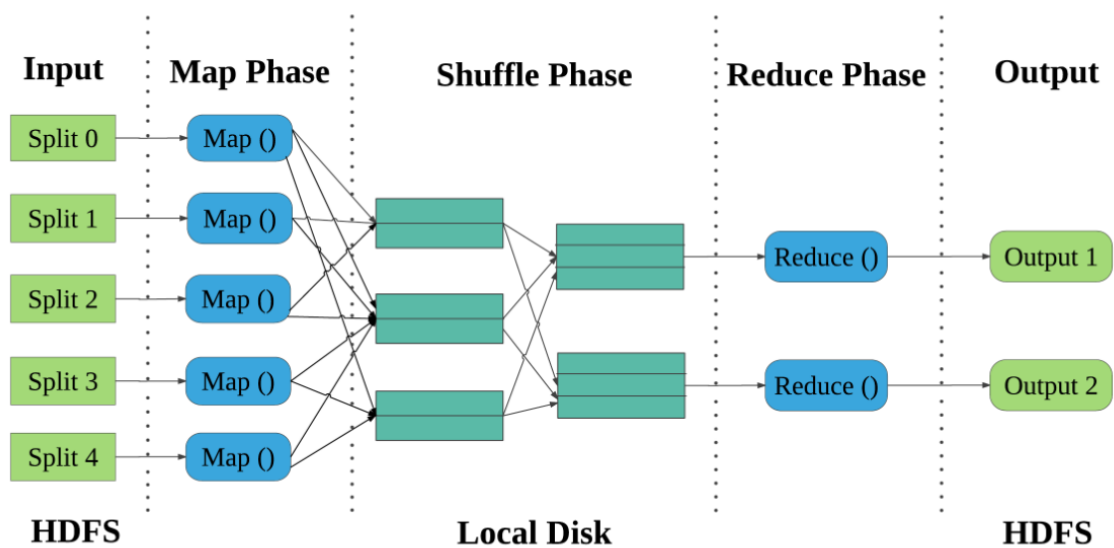 Input
Map Phase
Shuffle Phase
Reduce Phase
Output
Split 0
Map ()
Split 1
Map ()
Split 2
Map ()
Split 3
Map ()
Split 4
Map ()
Reduce ()
Output 1
Reduce ()
Output 2
HDFS
Local Disk
HDFS